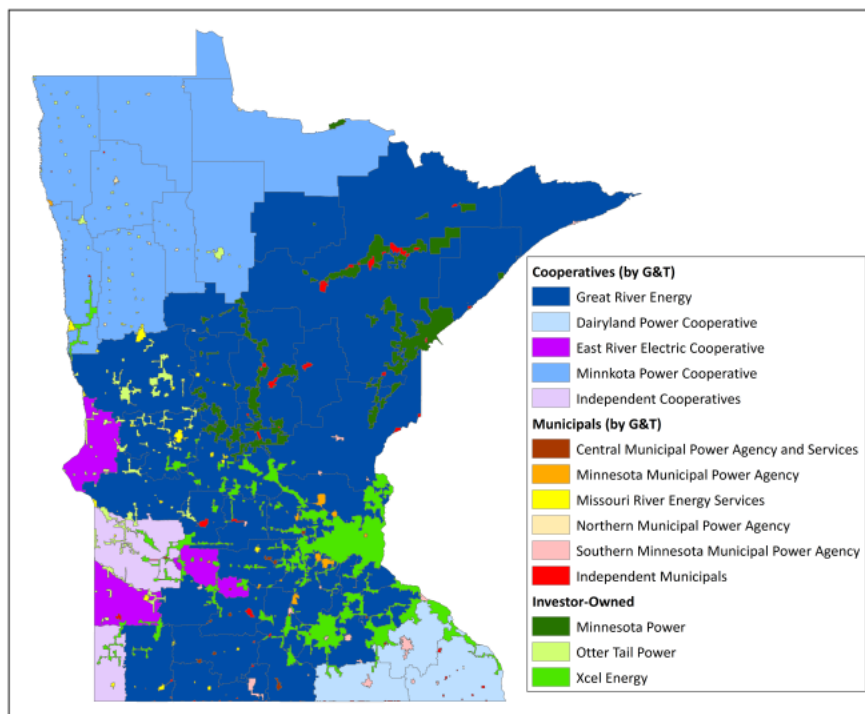 Cooperatives (by G&T)
Great River Energy
Dairyland Power Cooperative
East River Electric Cooperative
Minnkota Power Cooperative
Independent Cooperatives
Municipals (by G&T)
Central Municipal Power Agency and Services
Minnesota Municipal Power Agency
Missouri River Energy Services
Northern Municipal Power Agency
Southern Minnesota Municipal Power Agency
Independent Municipals
Investor-Owned
Minnesota Power
Otter Tail Power
Xcel Energy